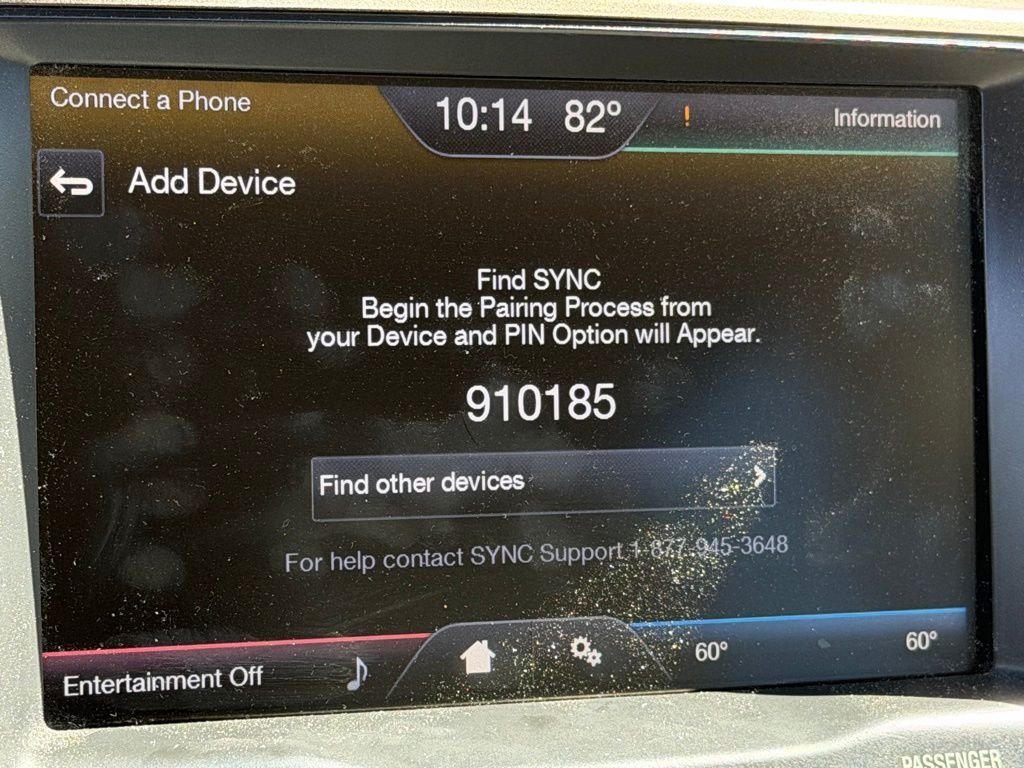 Connect a Phone
10:14 82°
!
Information
Add Device
Find SYNC
Begin the Pairing Process from
your Device and PIN Option will Appear.
910185
Find other devices
For help contact SYNC Support 1-877-945-3648
Entertainment Off
60°
60°
PASSENGER